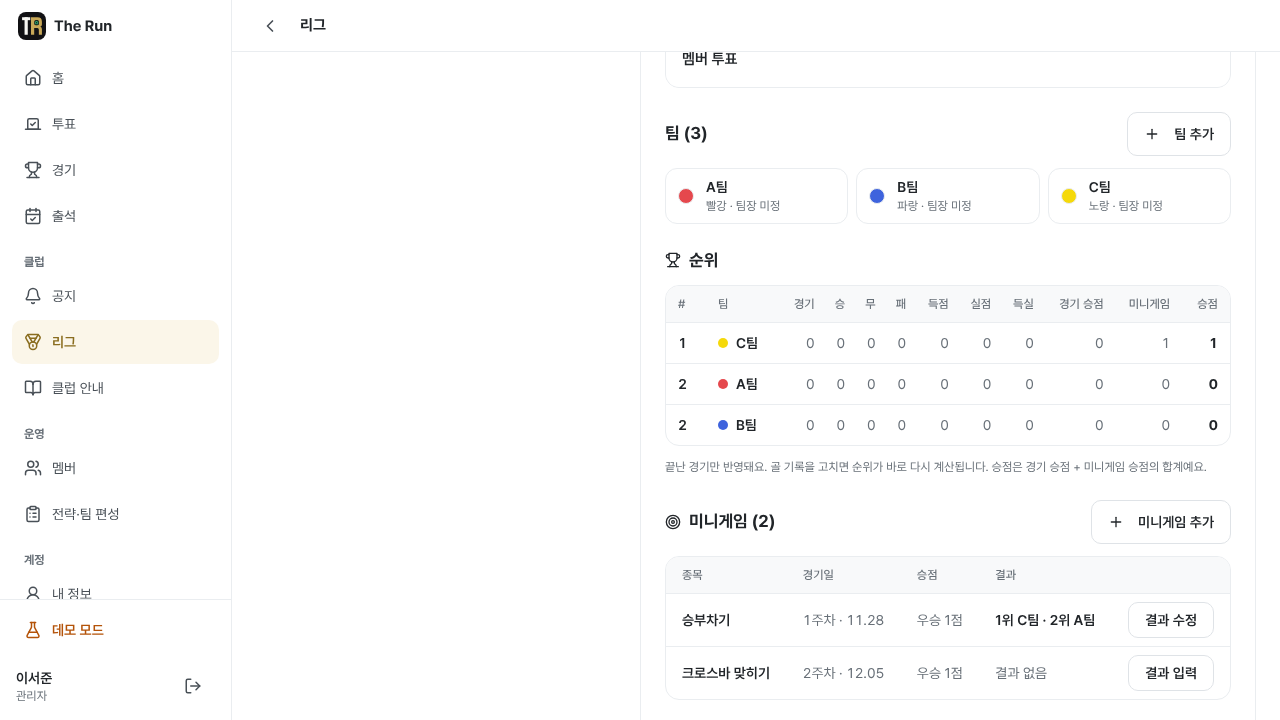 TR The Run
홈
투표
경기
출석
클럽
공지
리그
클럽 안내
운영
멤버
전략·팀 편성
계정
내 정보
데모 모드
이서준
관리자
리그
멤버 투표
팀 (3)
팀 추가
A팀
빨강 · 팀장 미정
B팀
파랑 · 팀장 미정
C팀
노랑 · 팀장 미정
순위
# 팀 경기 승 무 패 득점 실점 득실 경기 승점 미니게임 승점
1 C팀 0 0 0 0 0 0 0 0 1 1
2 A팀 0 0 0 0 0 0 0 0 0 0
2 B팀 0 0 0 0 0 0 0 0 0 0
끝난 경기만 반영돼요. 골 기록을 고치면 순위가 바로 다시 계산됩니다. 승점은 경기 승점 + 미니게임 승점의 합계예요.
미니게임 (2)
미니게임 추가
종목 경기일 승점 결과
승부차기 1주차 · 11.28 우승 1점 1위 C팀 · 2위 A팀 결과 수정
크로스바 맞히기 2주차 · 12.05 우승 1점 결과 없음 결과 입력